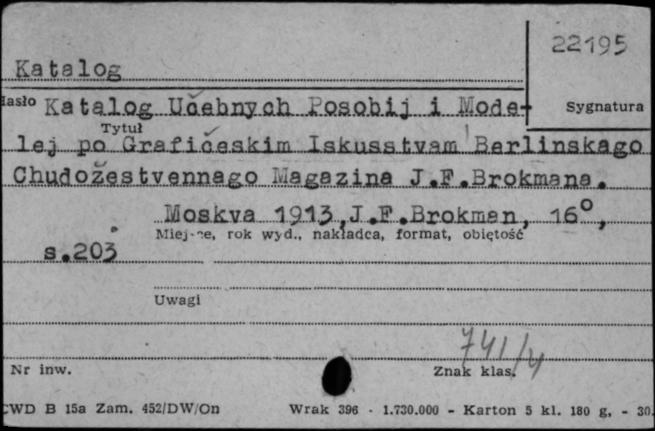 22195
Katalog
Hasło Katalog Učebnych Posobij i Mode- Sygnatura
Tytuł
lej po Grafičeskim Iskusstvam Berlinskago
Chudožestvennago Magazina J.F.Brokmana.
Moskva 1913,J.F.Brokman, 16°,
Miejsce, rok wyd., nakładca, format, obiętość
s.203
Uwagi
741/4
Nr inw. Znak klas.
CWD B 15a Zam. 452/DW/On Wrak 396 - 1.730.000 - Karton 5 kl. 180 g, - 30.